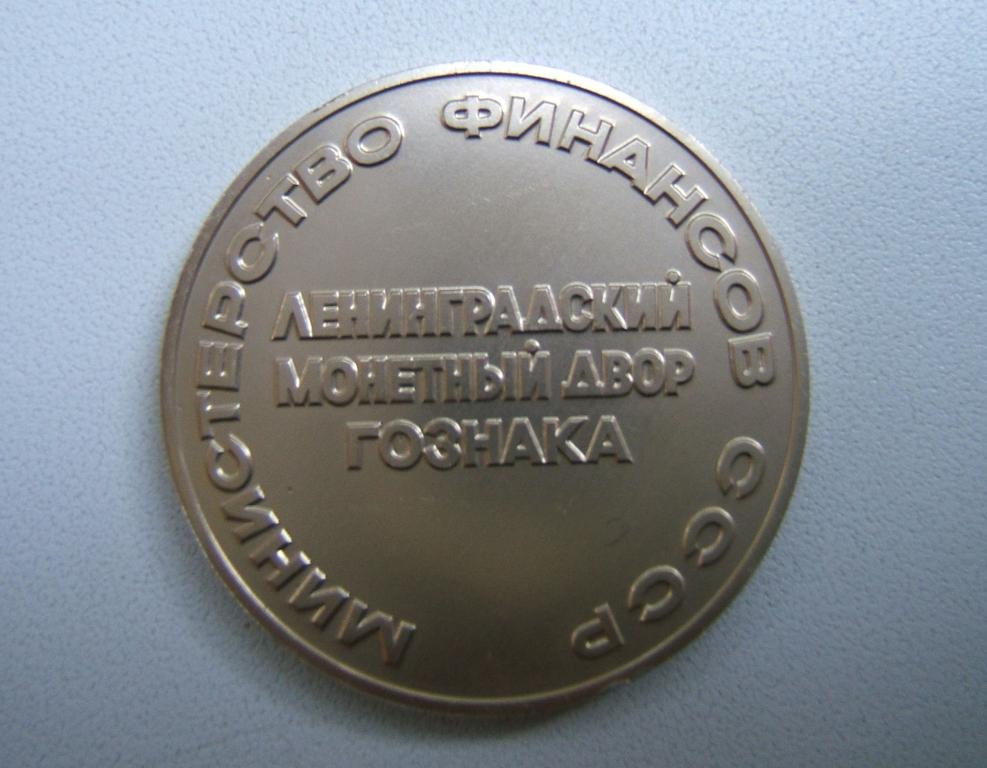 МИНИСТЕРСТВО ФИНАНСОВ СССР
ЛЕНИНГРАДСКИЙ
МОНЕТНЫЙ ДВОР
ГОЗНАКА